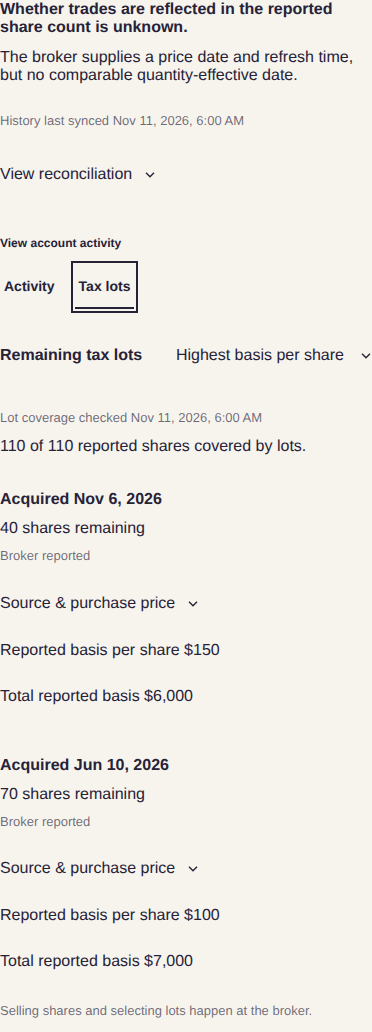 Whether trades are reflected in the reported
share count is unknown.
The broker supplies a price date and refresh time,
but no comparable quantity-effective date.
History last synced Nov 11, 2026, 6:00 AM
View reconciliation
View account activity
Activity
Tax lots
Remaining tax lots
Highest basis per share
Lot coverage checked Nov 11, 2026, 6:00 AM
110 of 110 reported shares covered by lots.
Acquired Nov 6, 2026
40 shares remaining
Broker reported
Source & purchase price
Reported basis per share $150
Total reported basis $6,000
Acquired Jun 10, 2026
70 shares remaining
Broker reported
Source & purchase price
Reported basis per share $100
Total reported basis $7,000
Selling shares and selecting lots happen at the broker.